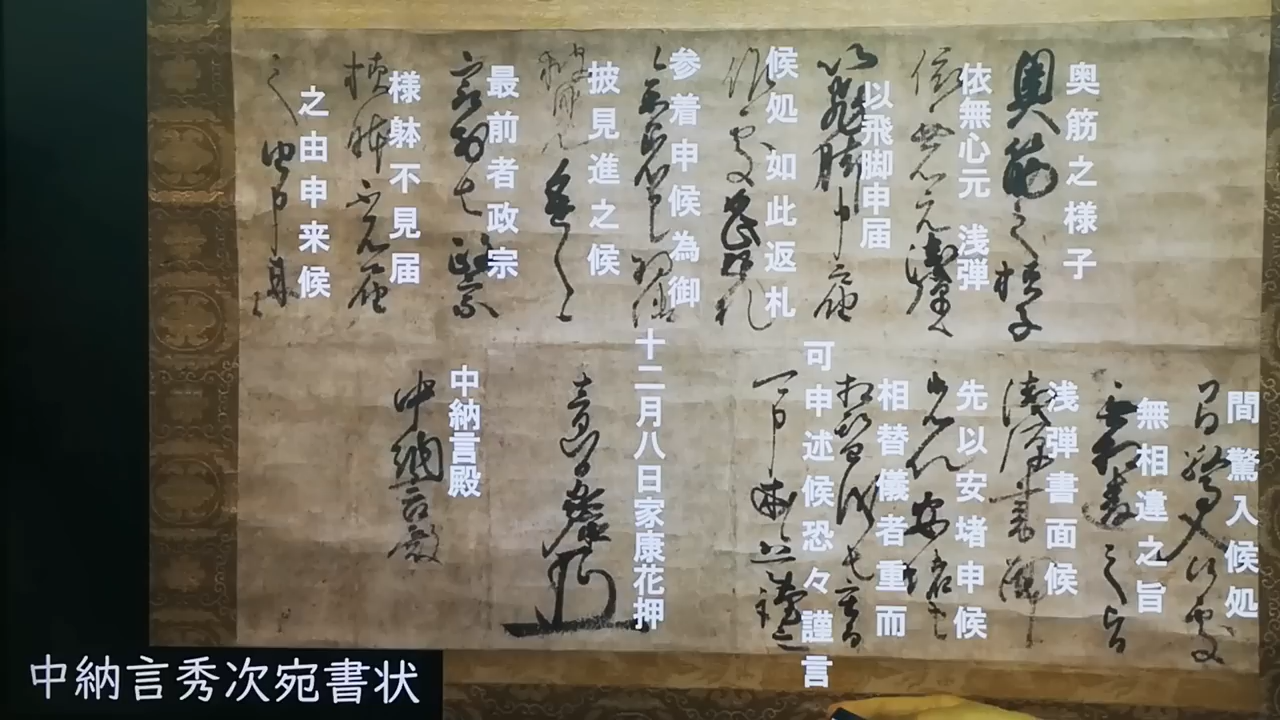 奥筋之様子
依無心元 浅弾
以飛脚申届
候処 如此返札
参着申候為御
披見進之候
最前者政宗
様躰不見届
之由申来候
間驚入候処
無相違之旨
浅弾書面候
先以安堵申候
相替儀者重而
可申述候恐々謹言
十二月八日家康花押
中納言殿
中納言秀次宛書状